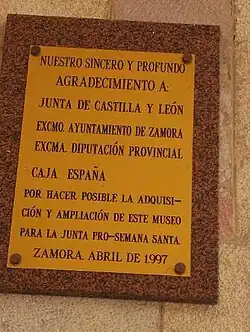 NUESTRO SINCERO Y PROFUNDO
AGRADECIMIENTO A:
JUNTA DE CASTILLA Y LEÓN
EXCMO. AYUNTAMIENTO DE ZAMORA
EXCMA. DIPUTACIÓN PROVINCIAL
CAJA ESPAÑA
POR HACER POSIBLE LA ADQUISI-
CIÓN Y AMPLIACIÓN DE ESTE MUSEO
PARA LA JUNTA PRO-SEMANA SANTA.
ZAMORA. ABRIL DE 1997